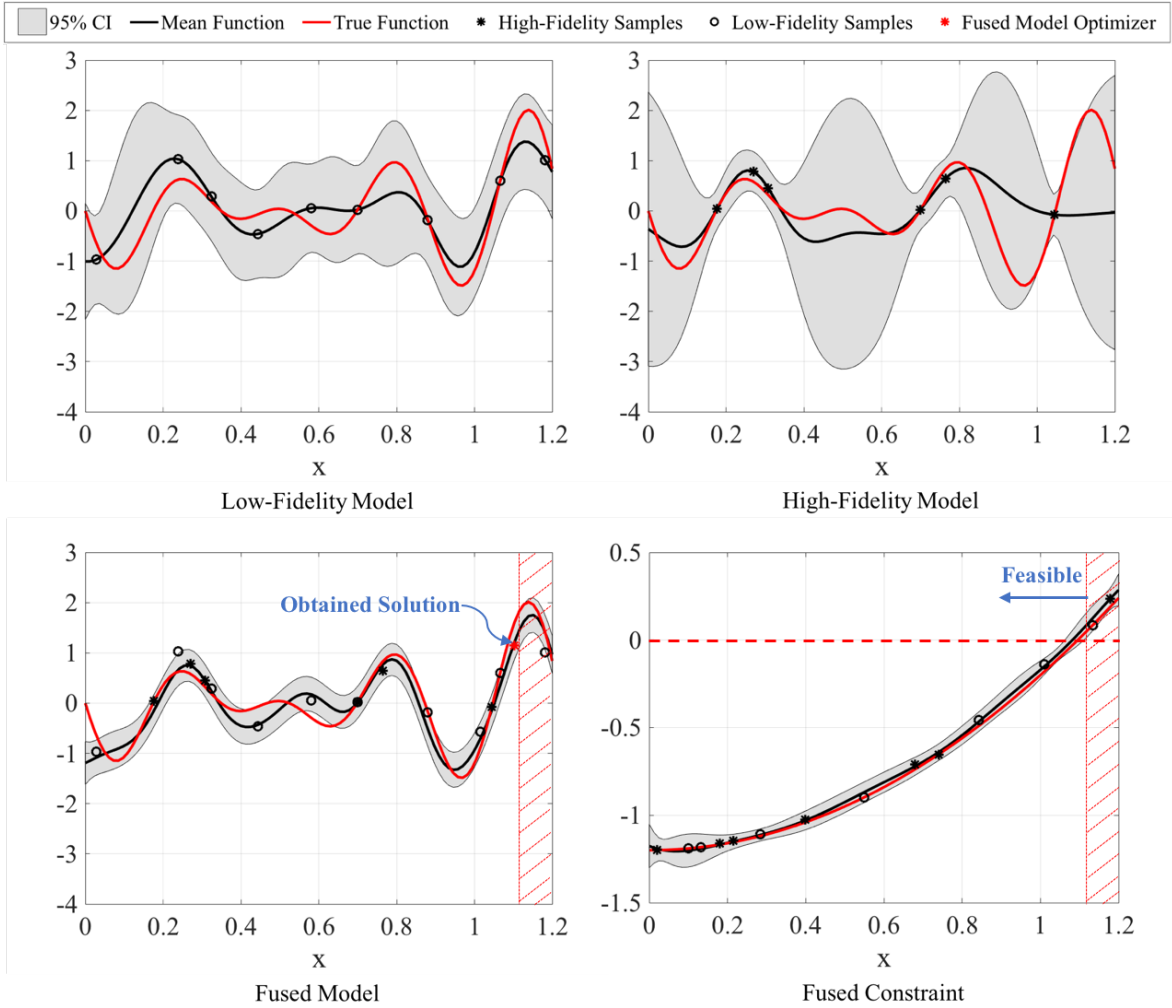 95% CI Mean Function True Function High-Fidelity Samples Low-Fidelity Samples Fused Model Optimizer
3
2
1
0
-1
-2
-3
-4
0 0.2 0.4 0.6 0.8 1 1.2
x
Low-Fidelity Model
3
2
1
0
-1
-2
-3
-4
0 0.2 0.4 0.6 0.8 1 1.2
x
High-Fidelity Model
3
2
1
0
-1
-2
-3
-4
Obtained Solution
0 0.2 0.4 0.6 0.8 1 1.2
x
Fused Model
0.5
0
-0.5
-1
-1.5
Feasible
0 0.2 0.4 0.6 0.8 1 1.2
x
Fused Constraint